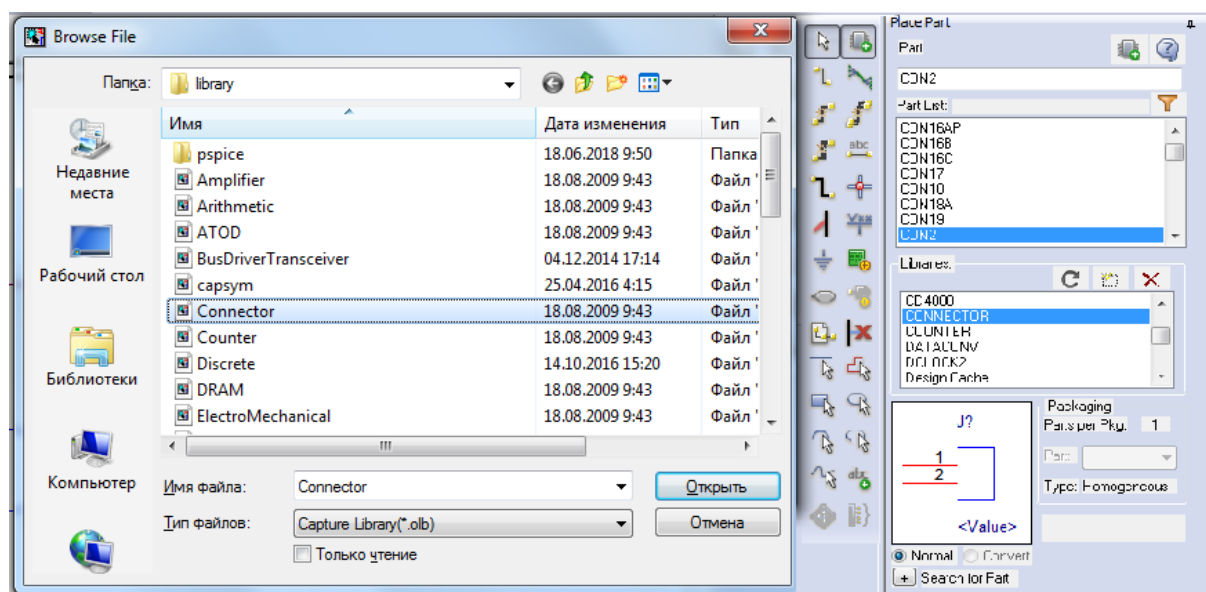 Browse File
Папка:
library
Недавние места
Рабочий стол
Библиотеки
Компьютер
Имя Дата изменения Тип
pspice 18.06.2018 9:50 Папка
Amplifier 18.08.2009 9:43 Файл '
Arithmetic 18.08.2009 9:43 Файл '
ATOD 18.08.2009 9:43 Файл '
BusDriverTransceiver 04.12.2014 17:14 Файл '
capsym 25.04.2016 4:15 Файл '
Connector 18.08.2009 9:43 Файл '
Counter 18.08.2009 9:43 Файл '
Discrete 14.10.2016 15:20 Файл '
DRAM 18.08.2009 9:43 Файл '
ElectroMechanical 18.08.2009 9:43 Файл '
Имя файла: Connector Открыть
Тип файлов: Capture Library(*.olb) Отмена
Только чтение
abc
Place Part
Part
CON2
Part List:
CON16AP
CON16B
CON16C
CON17
CON18A
CON19
CON2
Libraries:
CD4000
CONNECTOR
COUNTER
DATACONV
Design Cache
J?
1
2
<Value>
Packaging
Parts per Pkg: 1
Part:
Type: Homogeneous
Normal Convert
+ Search for Part